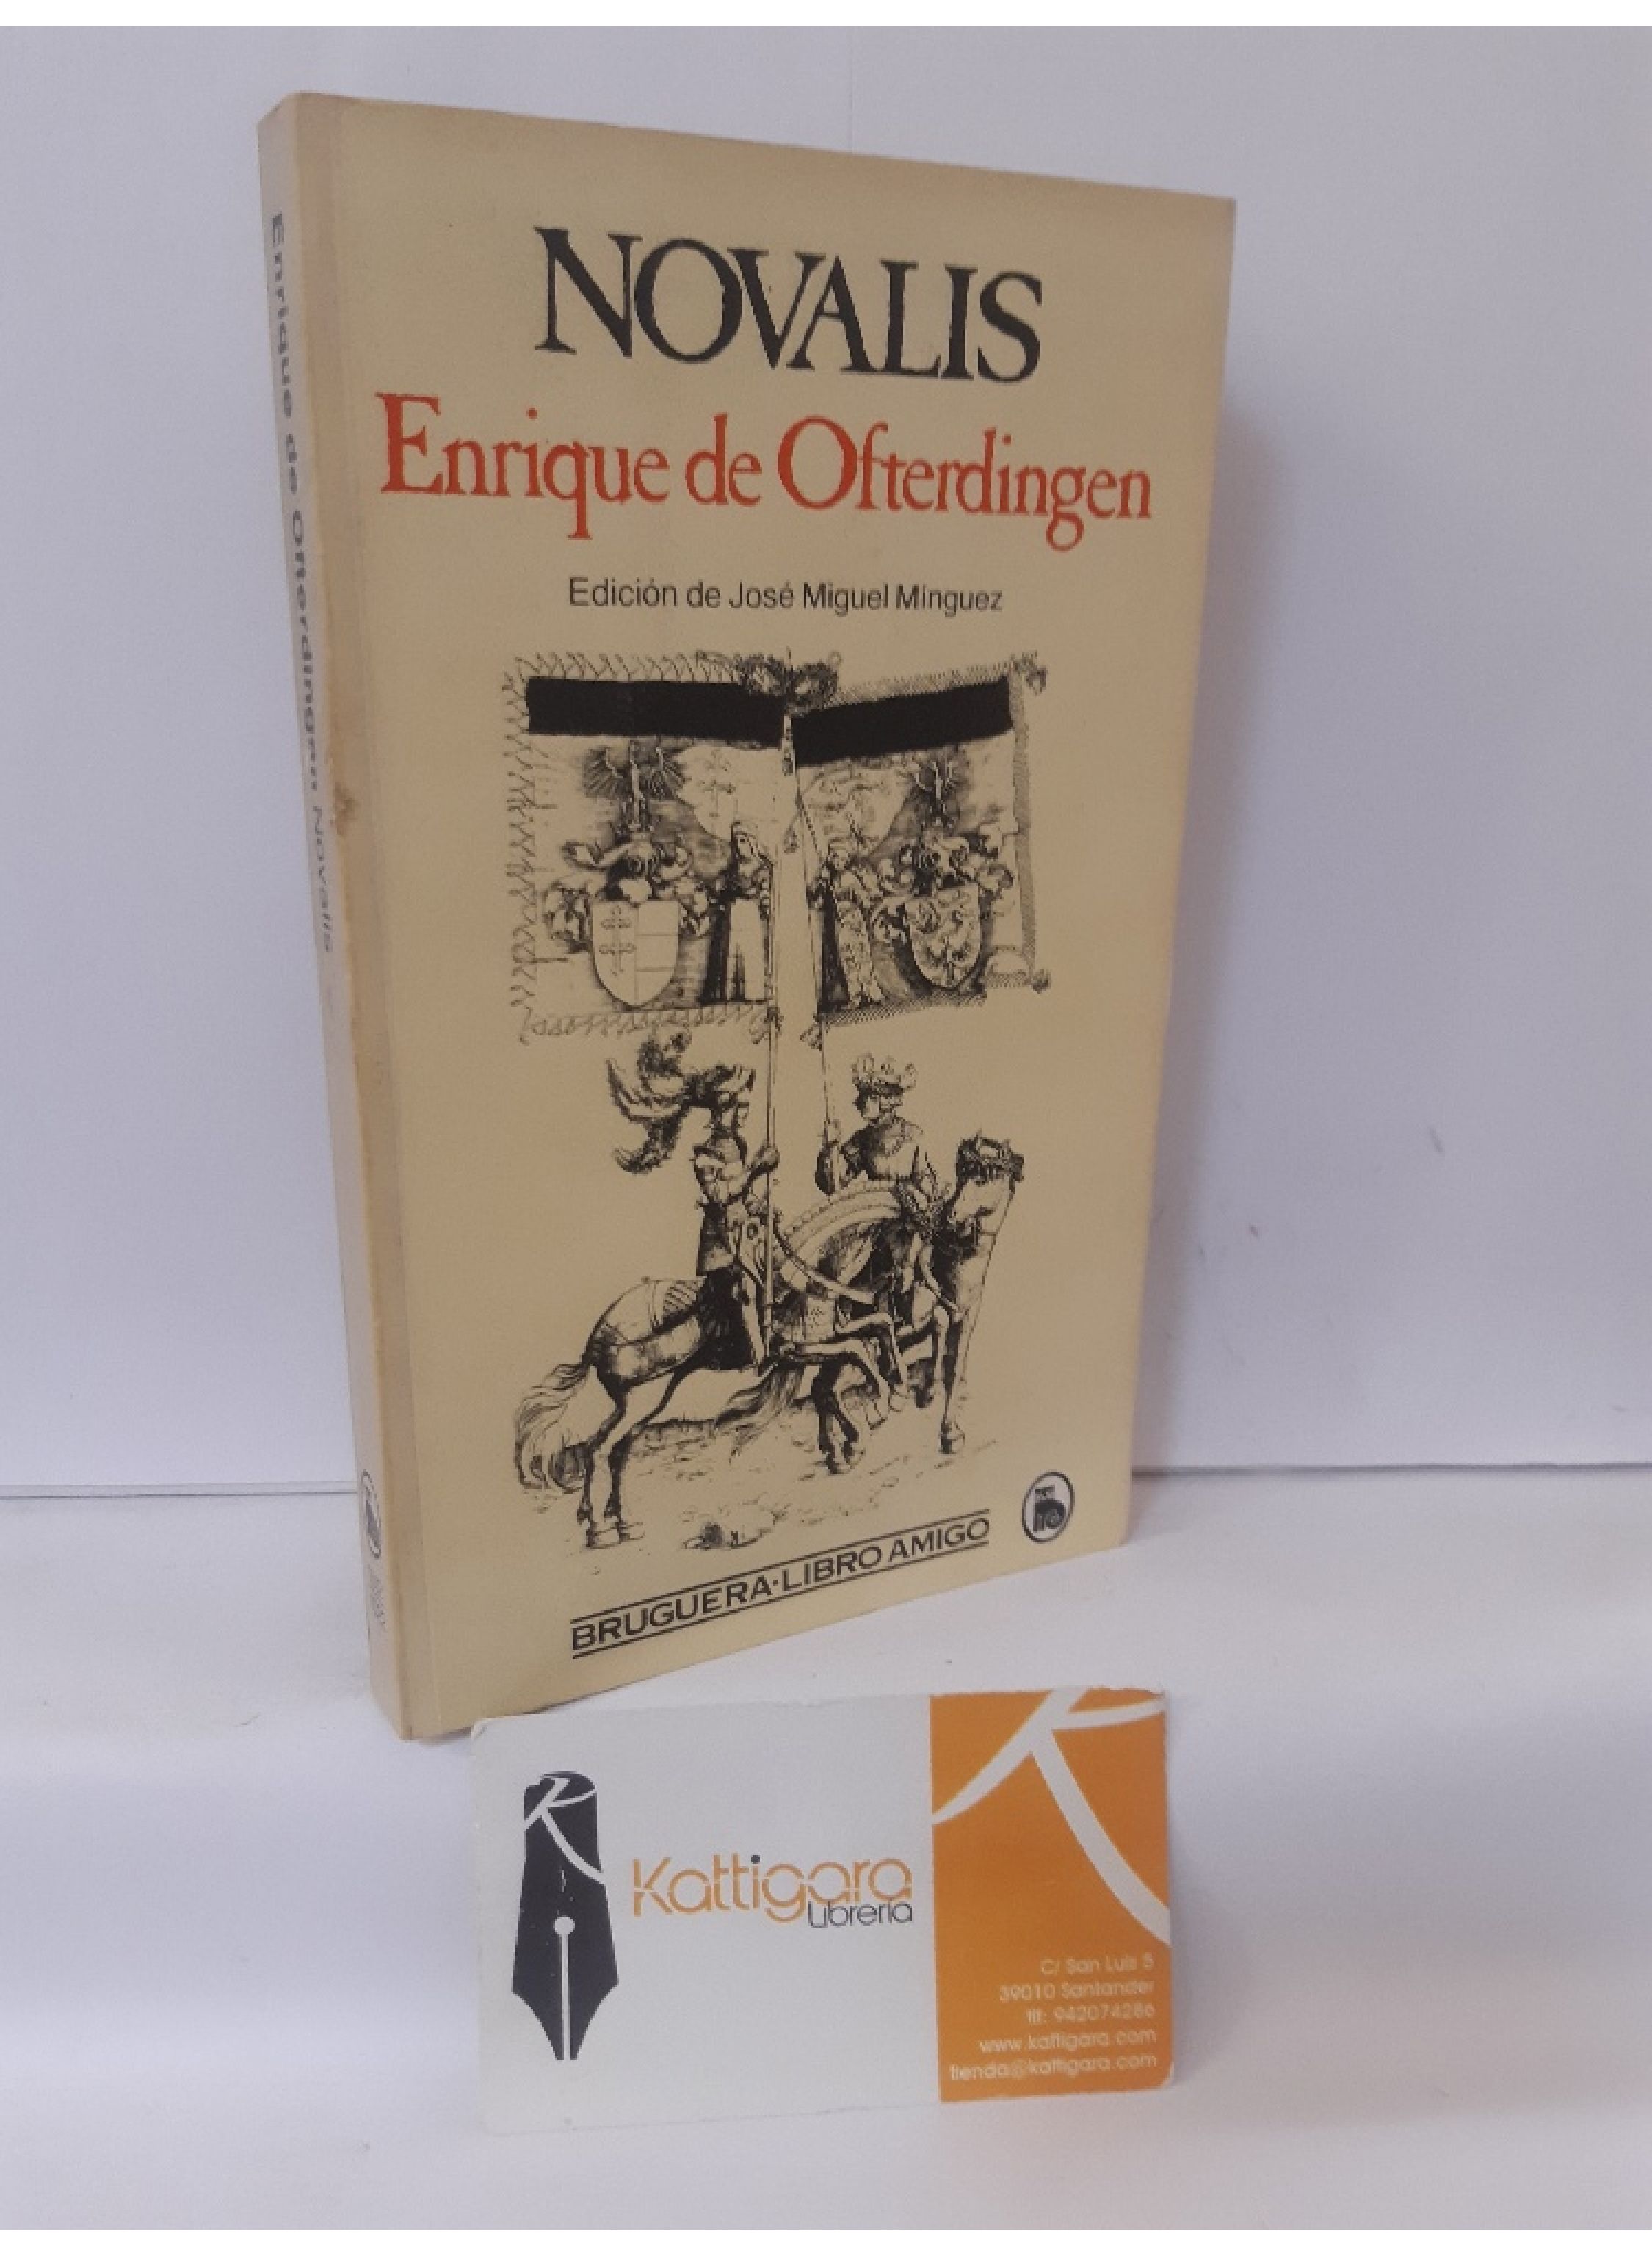 NOVALIS
Enrique de Ofterdingen
Edición de José Miguel Mínguez
BRUGUERA·LIBRO AMIGO
Enrique de Ofterdingen Novalis
Kattigara
Librería
C/ San Luis 5
39010 Santander
tlf: 942074286
www.kattigara.com
tienda@kattigara.com